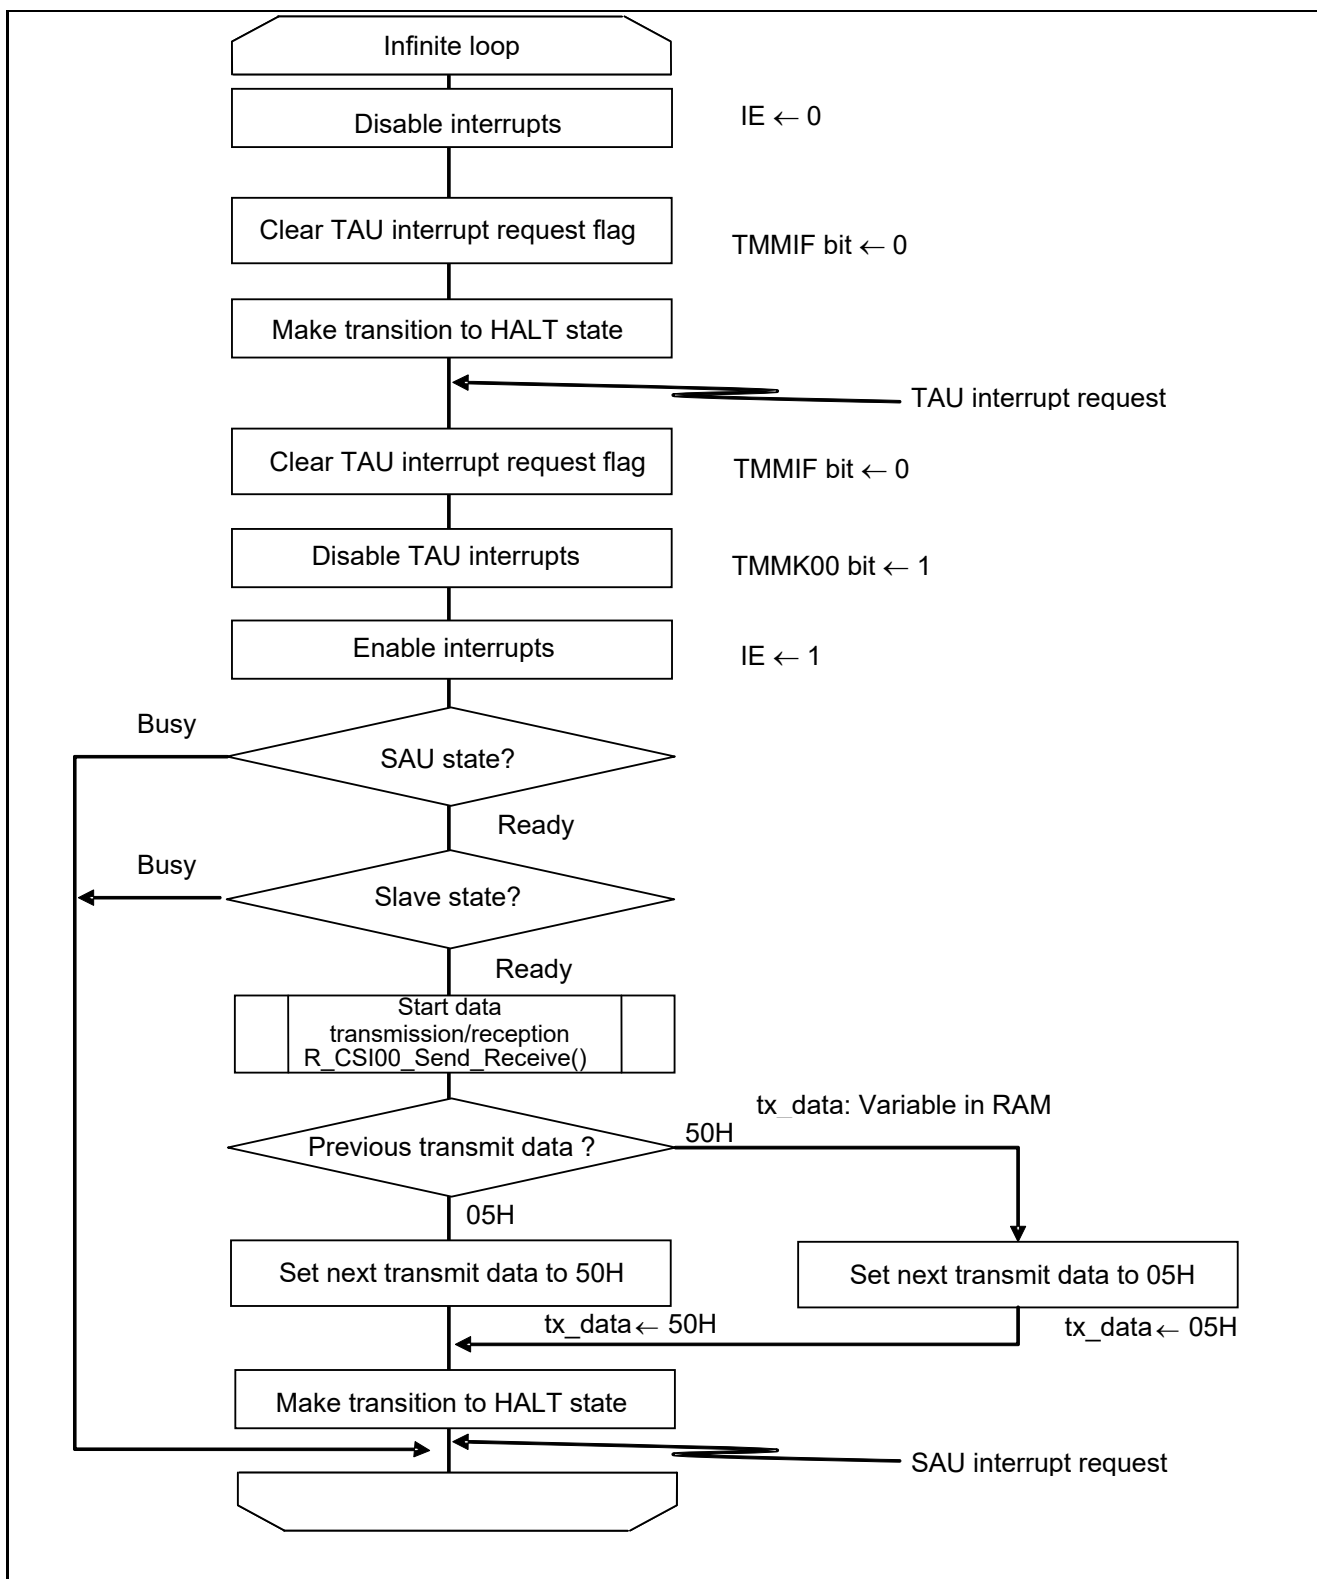 Infinite loop
Disable interrupts
IE ← 0
Clear TAU interrupt request flag
TMMIF bit ← 0
Make transition to HALT state
TAU interrupt request
Clear TAU interrupt request flag
TMMIF bit ← 0
Disable TAU interrupts
TMMK00 bit ← 1
Enable interrupts
IE ← 1
Busy
SAU state?
Ready
Busy
Slave state?
Ready
Start data
transmission/reception
R_CSI00_Send_Receive()
tx_data: Variable in RAM
Previous transmit data ?
50H
05H
Set next transmit data to 50H
Set next transmit data to 05H
tx_data ← 50H
tx_data ← 05H
Make transition to HALT state
SAU interrupt request